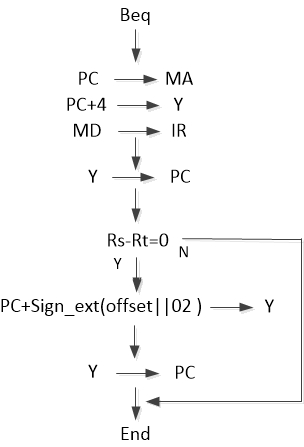 Beq
PC MA
PC+4 Y
MD IR
Y PC
Rs-Rt=0
N
Y
PC+Sign_ext(offset||02 ) Y
Y PC
End